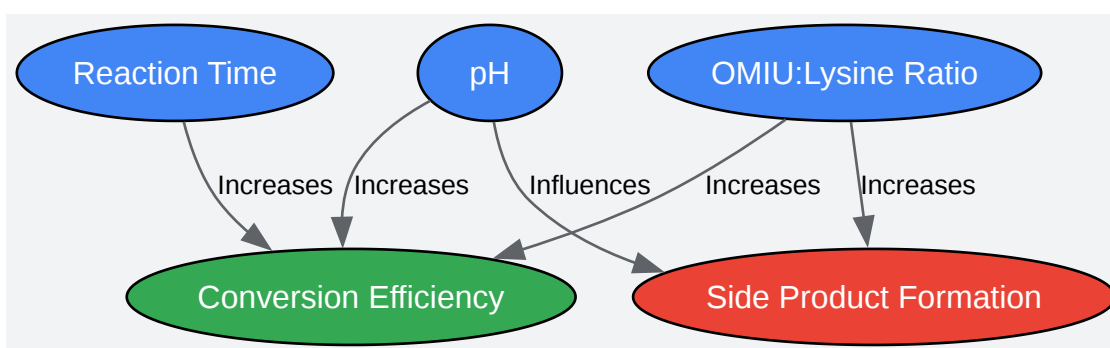 Reaction Time
pH
OMIU:Lysine Ratio
Increases
Increases
Influences
Increases
Increases
Conversion Efficiency
Side Product Formation